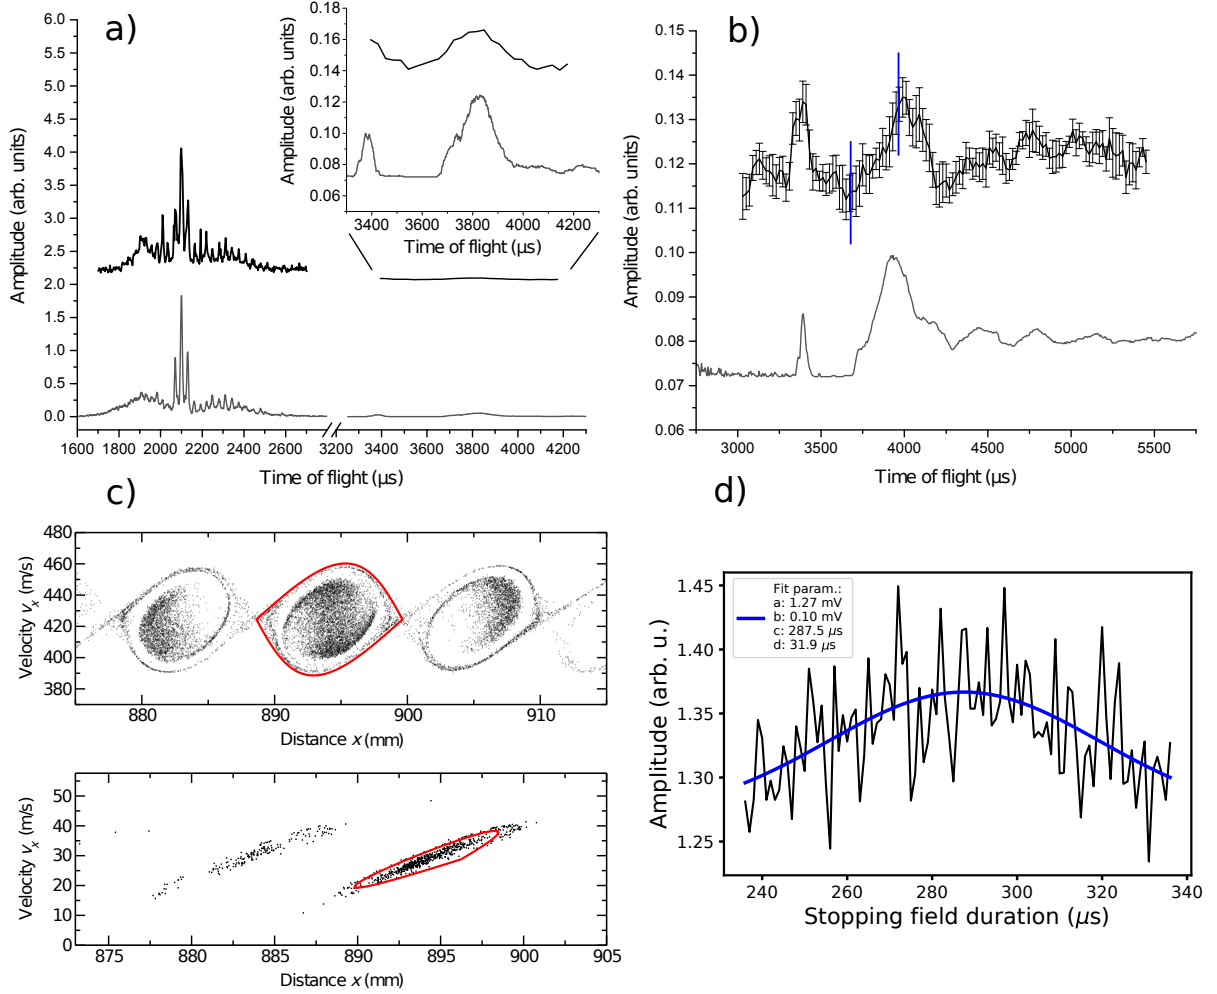 a)
Amplitude (arb. units)
6.0
5.5
5.0
4.5
4.0
3.5
3.0
2.5
2.0
1.5
1.0
0.5
0.0
1600 1800 2000 2200 2400 2600 3200 3400 3600 3800 4000 4200
Time of flight (μs)
Amplitude (arb. units)
0.18
0.16
0.14
0.12
0.10
0.08
0.06
3400 3600 3800 4000 4200
Time of flight (μs)
b)
Amplitude (arb. units)
0.15
0.14
0.13
0.12
0.11
0.10
0.09
0.08
0.07
0.06
3000 3500 4000 4500 5000 5500
Time of flight (μs)
c)
Velocity vx (m/s)
480
460
440
420
400
380
880 890 900 910
Distance x (mm)
Velocity vx (m/s)
50
40
30
20
10
0
875 880 885 890 895 900 905
Distance x (mm)
d)
Amplitude (arb. u.)
1.45
1.40
1.35
1.30
1.25
Fit param.:
a: 1.27 mV
b: 0.10 mV
c: 287.5 μs
d: 31.9 μs
240 260 280 300 320 340
Stopping field duration (μs)